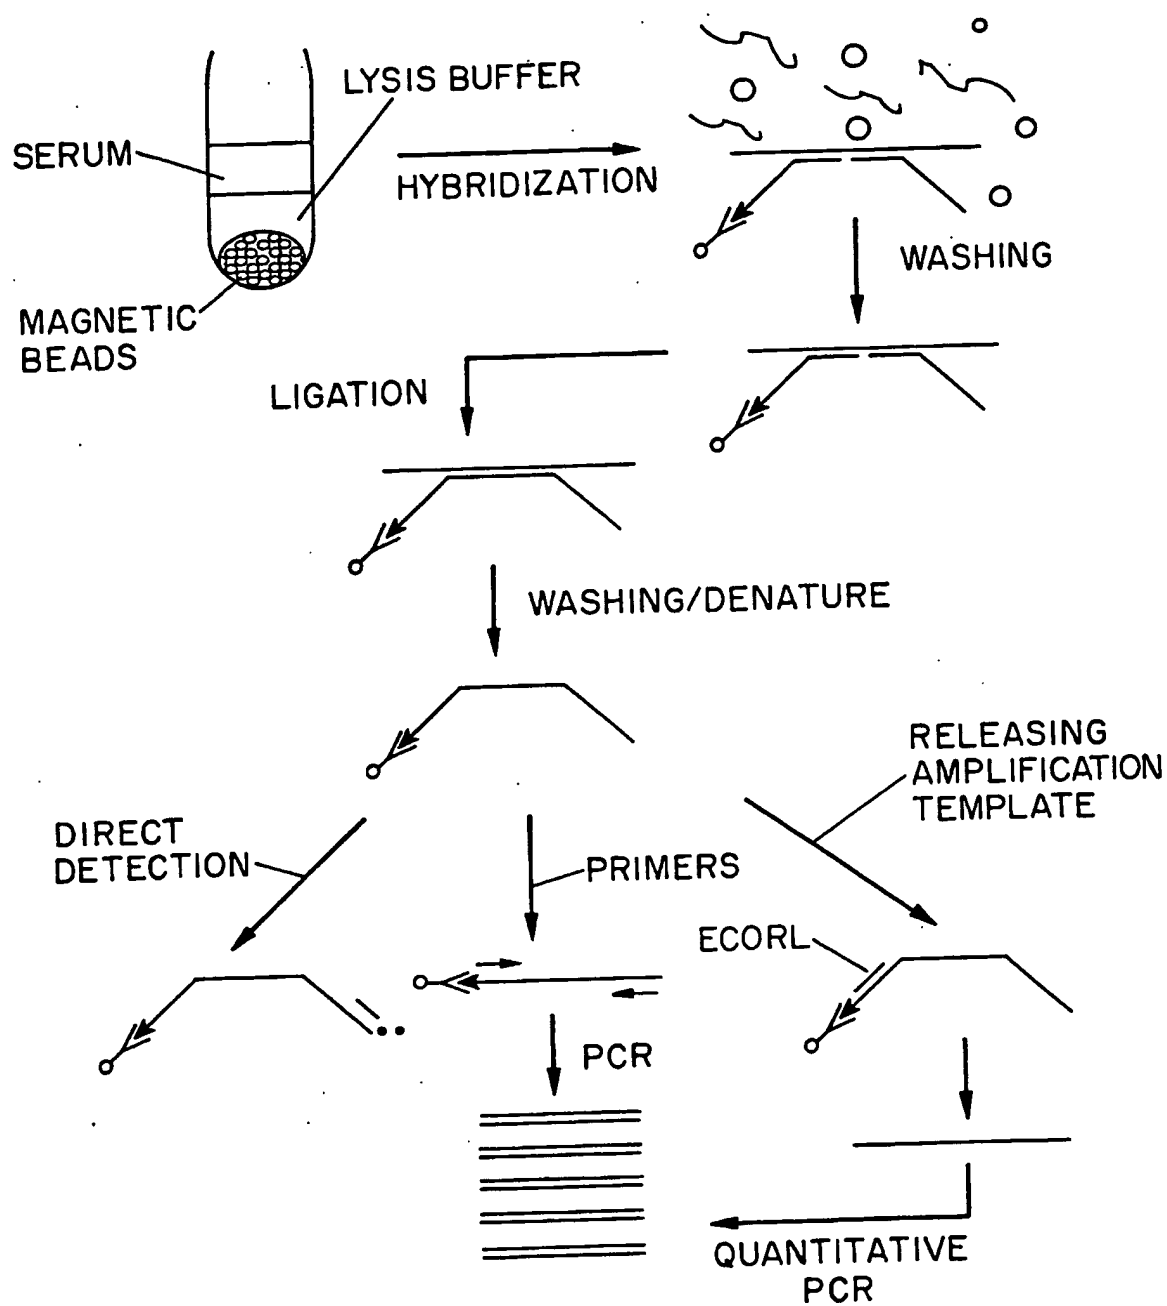 LYSIS BUFFER
SERUM
HYBRIDIZATION
MAGNETIC
BEADS
WASHING
LIGATION
WASHING/DENATURE
RELEASING
AMPLIFICATION
TEMPLATE
DIRECT
DETECTION
PRIMERS
ECORL
PCR
QUANTITATIVE
PCR